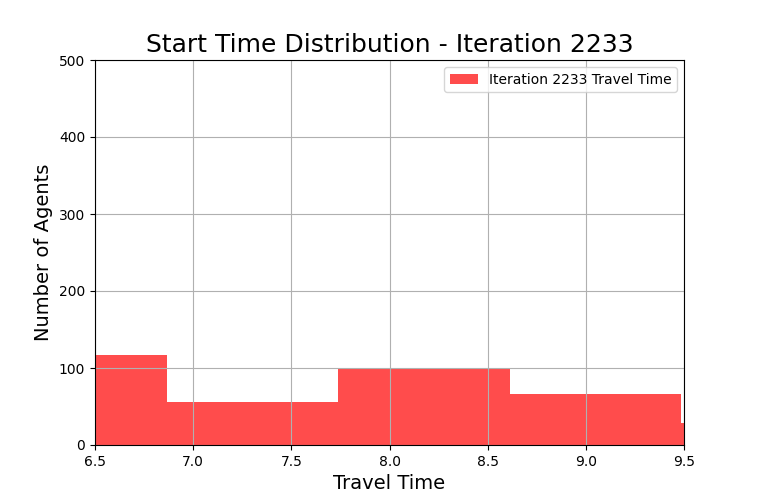 Start Time Distribution - Iteration 2233
Iteration 2233 Travel Time
Number of Agents
500
400
300
200
100
0
6.5 7.0 7.5 8.0 8.5 9.0 9.5
Travel Time